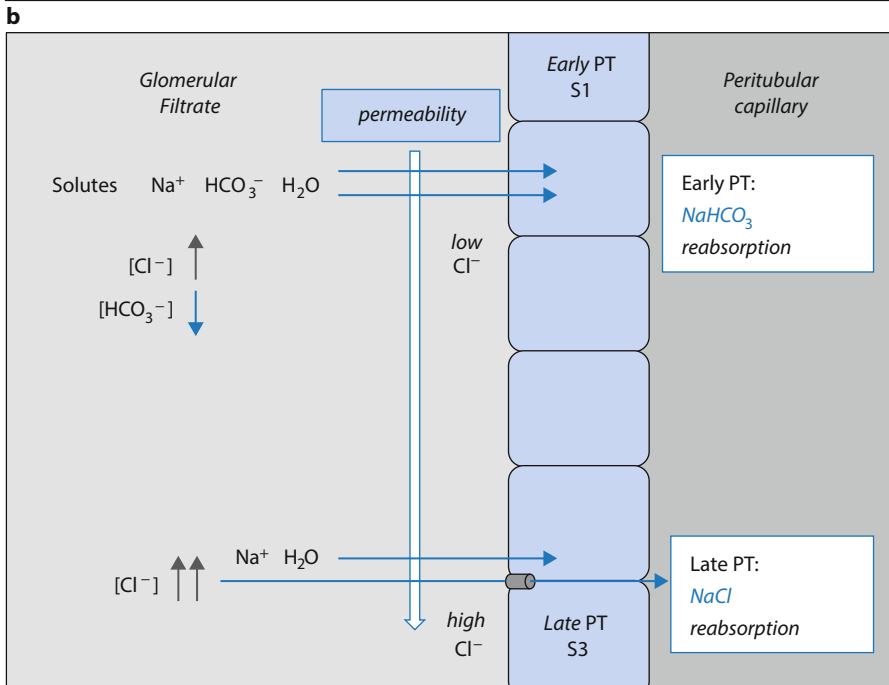 b
Glomerular
Filtrate
permeability
Early PT
S1
Peritubular
capillary
Solutes Na⁺ HCO₃⁻ H₂O
Early PT:
NaHCO₃
reabsorption
[Cl⁻]
[HCO₃⁻]
low
Cl⁻
Na⁺ H₂O
[Cl⁻]
high
Cl⁻
Late PT
S3
Late PT:
NaCl
reabsorption